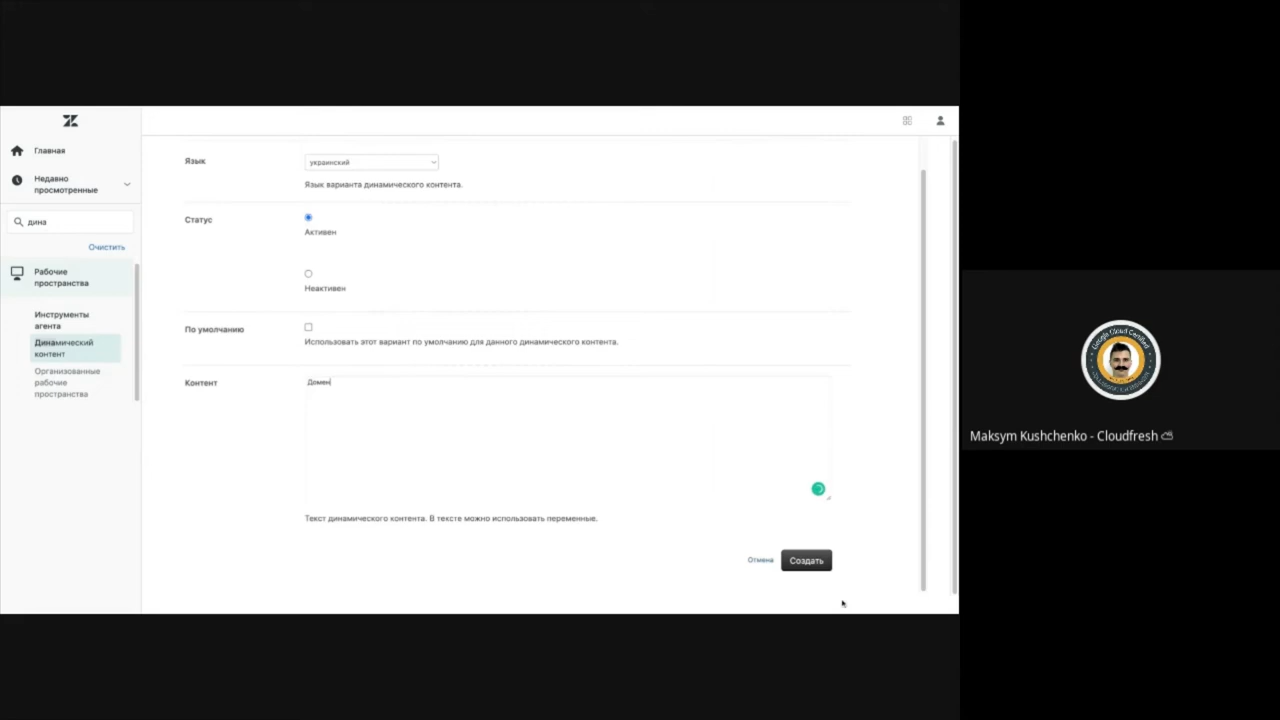 Главная
Недавно
просмотренные
дина
Очистить
Рабочие
пространства
Инструменты
агента
Динамический
контент
Организованные
рабочие
пространства
Язык
украинский
Язык варианта динамического контента.
Статус
Активен
Неактивен
По умолчанию
Использовать этот вариант по умолчанию для данного динамического контента.
Контент
Домен
Текст динамического контента. В тексте можно использовать переменные.
Отмена
Создать
Maksym Kushchenko - Cloudfresh